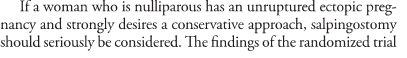 If a woman who is nulliparous has an unruptured ectopic preg-
nancy and strongly desires a conservative approach, salpingostomy
should seriously be considered. The findings of the randomized trial